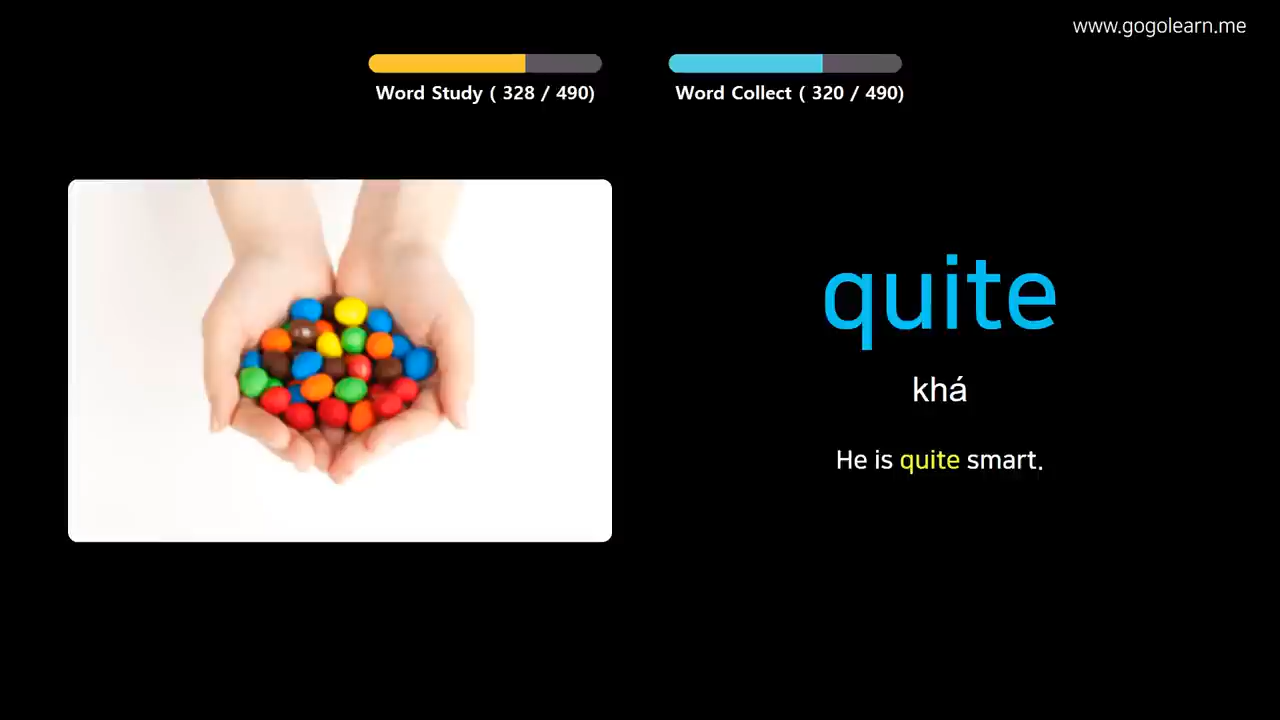 www.gogolearn.me
Word Study ( 328 / 490)
Word Collect ( 320 / 490)
quite
khá
He is quite smart.